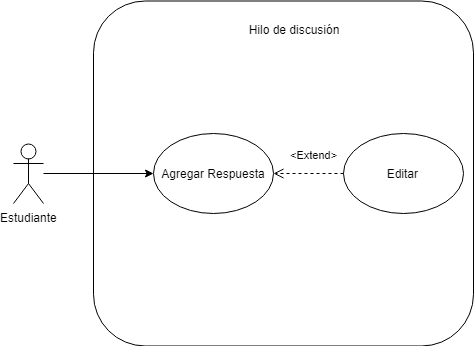 Hilo de discusión
<Extend>
Agregar Respuesta
Editar
Estudiante